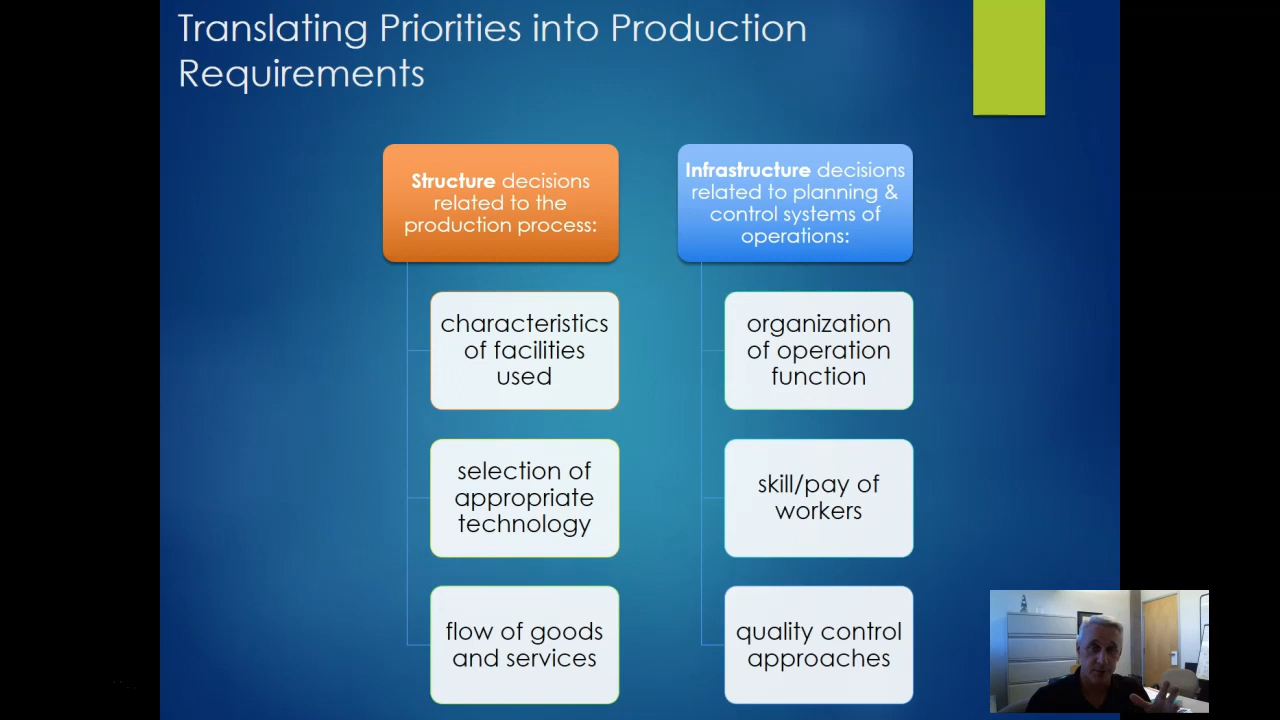 Translating Priorities into Production
Requirements
Structure decisions
related to the
production process:
characteristics
of facilities
used
selection of
appropriate
technology
flow of goods
and services
Infrastructure decisions
related to planning &
control systems of
operations:
organization
of operation
function
skill/pay of
workers
quality control
approaches